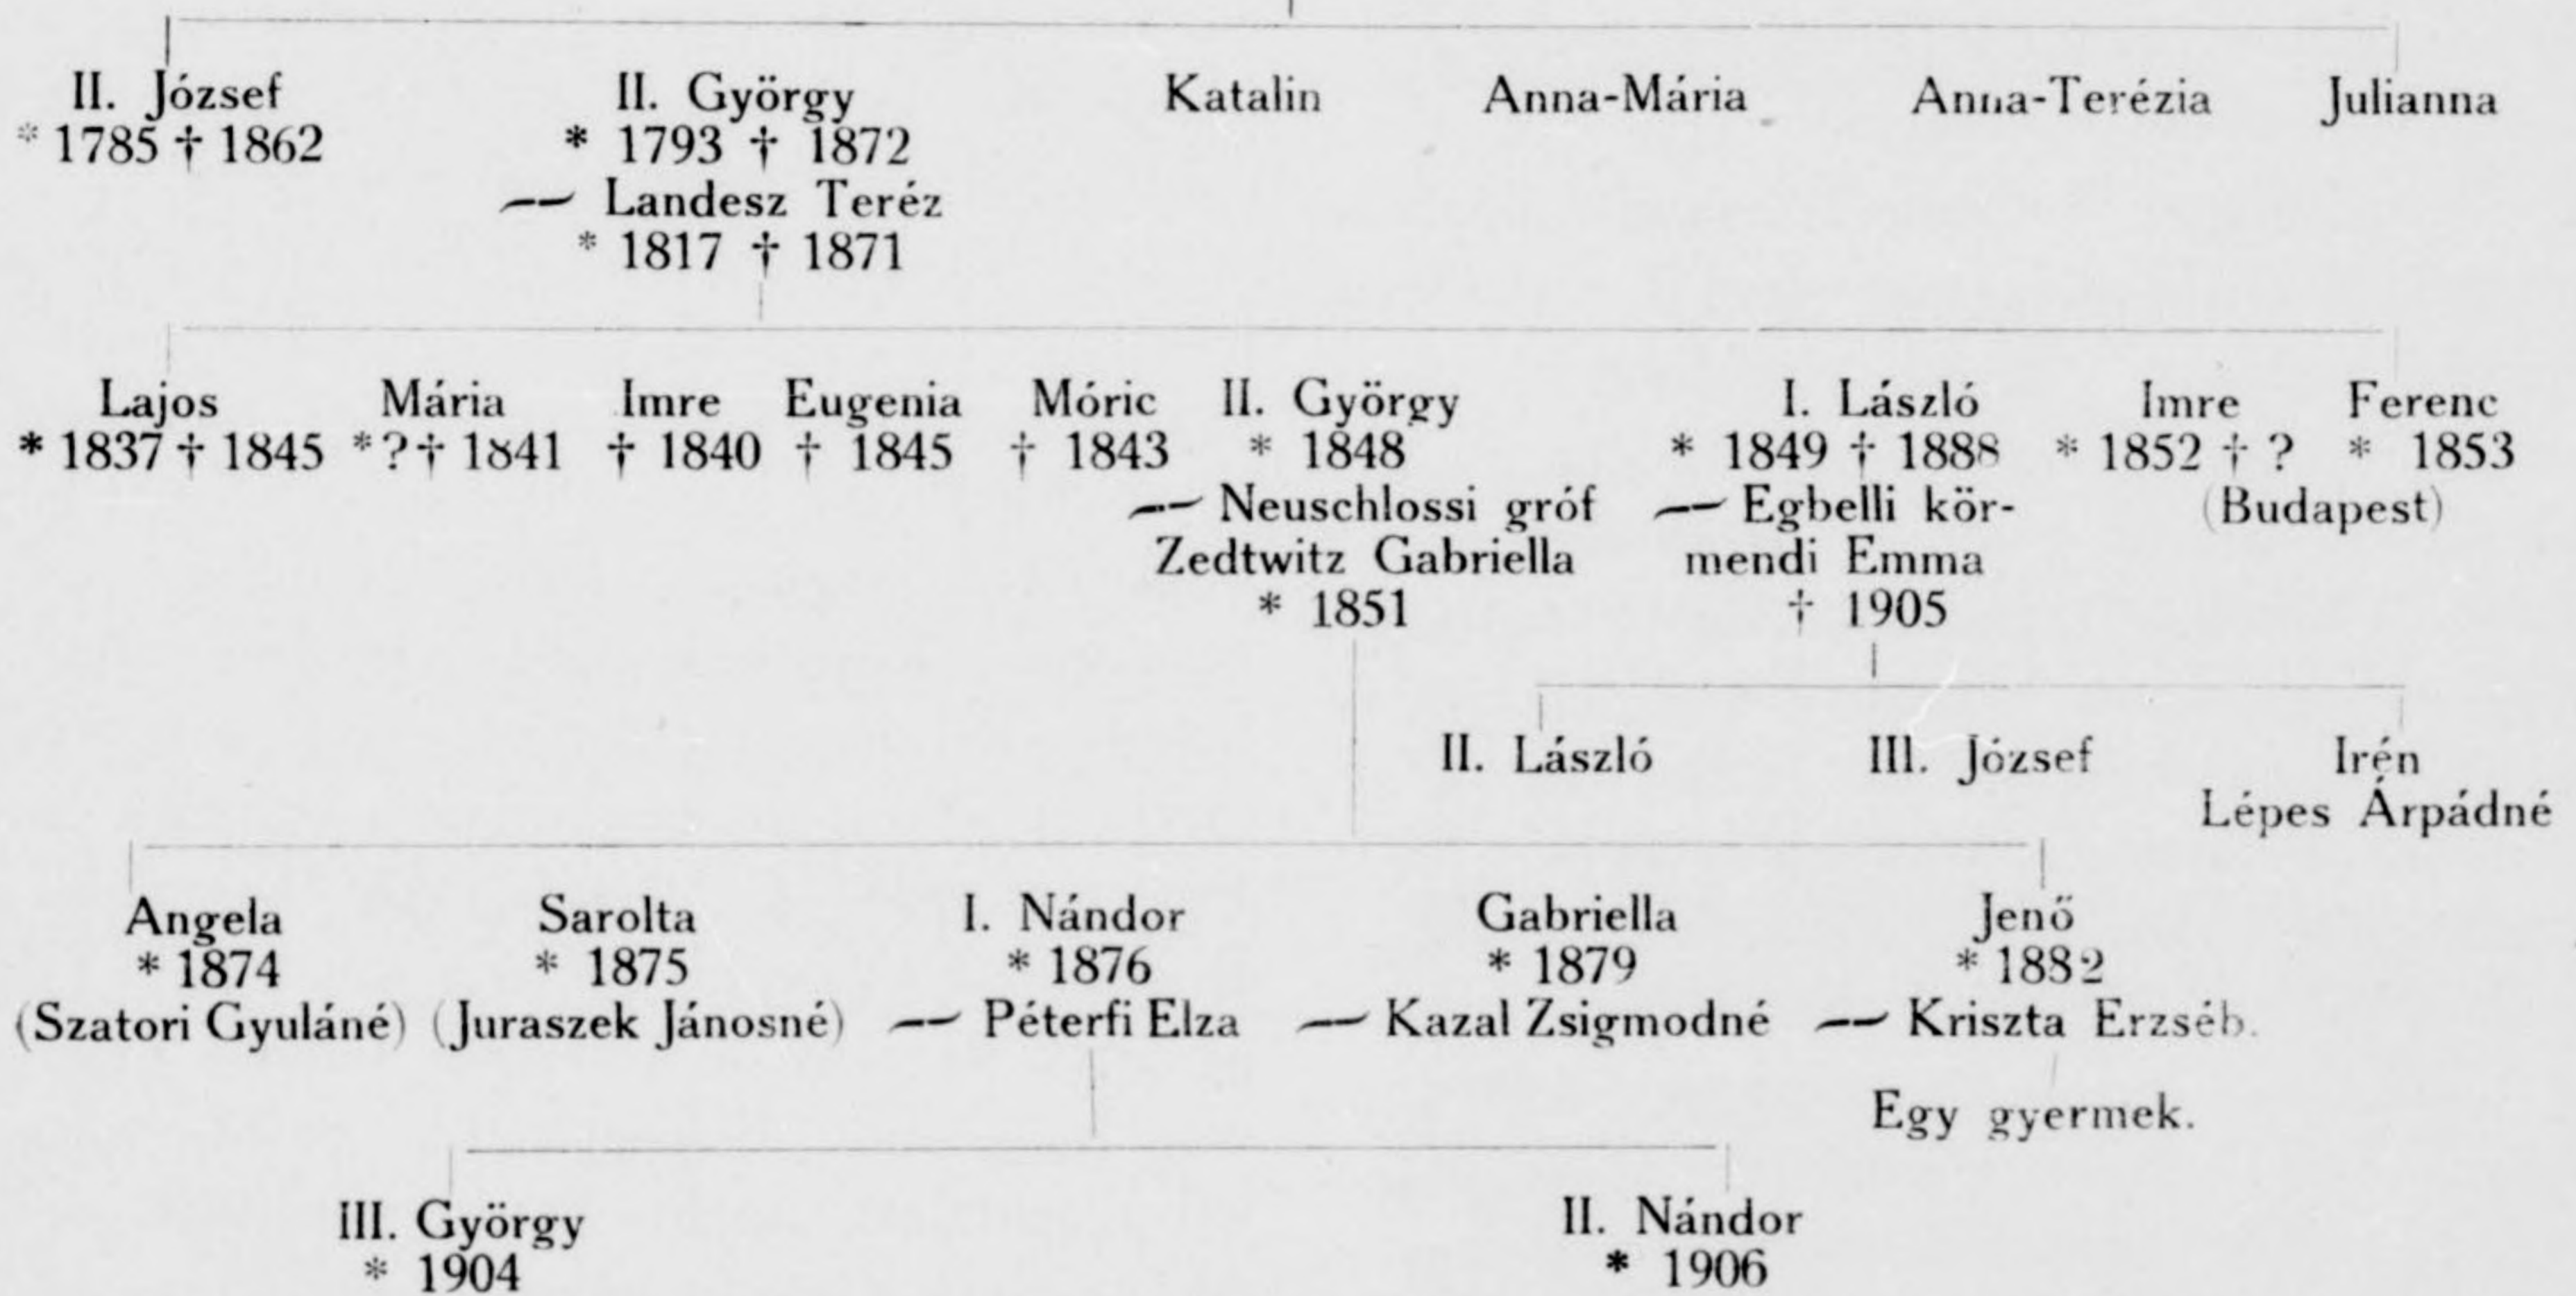 II. József II. György Katalin Anna-Mária Anna-Terézia Julianna
* 1785 † 1862 * 1793 † 1872
— Landesz Teréz
* 1817 † 1871
Lajos Mária Imre Eugenia Móric II. György I. László Imre Ferenc
* 1837 † 1845 * ? † 1841 † 1840 † 1845 † 1843 * 1848 * 1849 † 1888 * 1852 † ? * 1853
— Neuschlossi gróf — Egbelli kör- (Budapest)
Zedtwitz Gabriella mendi Emma
* 1851 † 1905
II. László III. József Irén
Lépes Árpádné
Angela Sarolta I. Nándor Gabriella Jenő
* 1874 * 1875 * 1876 * 1879 * 1882
(Szatori Gyuláné) (Juraszek Jánosné) — Péterfi Elza — Kazal Zsigmodné — Kriszta Erzséb.
Egy gyermek.
III. György II. Nándor
* 1904 * 1906